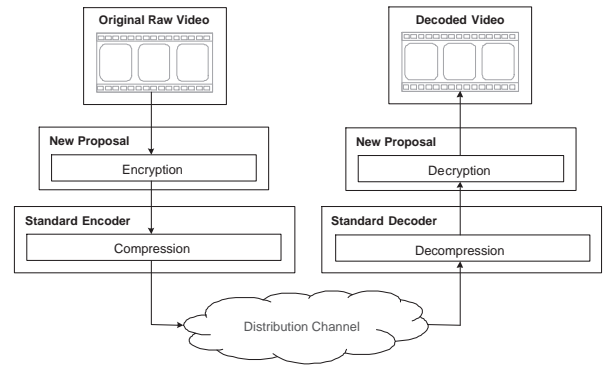 Original Raw Video
Decoded Video
New Proposal
Encryption
New Proposal
Decryption
Standard Encoder
Compression
Standard Decoder
Decompression
Distribution Channel